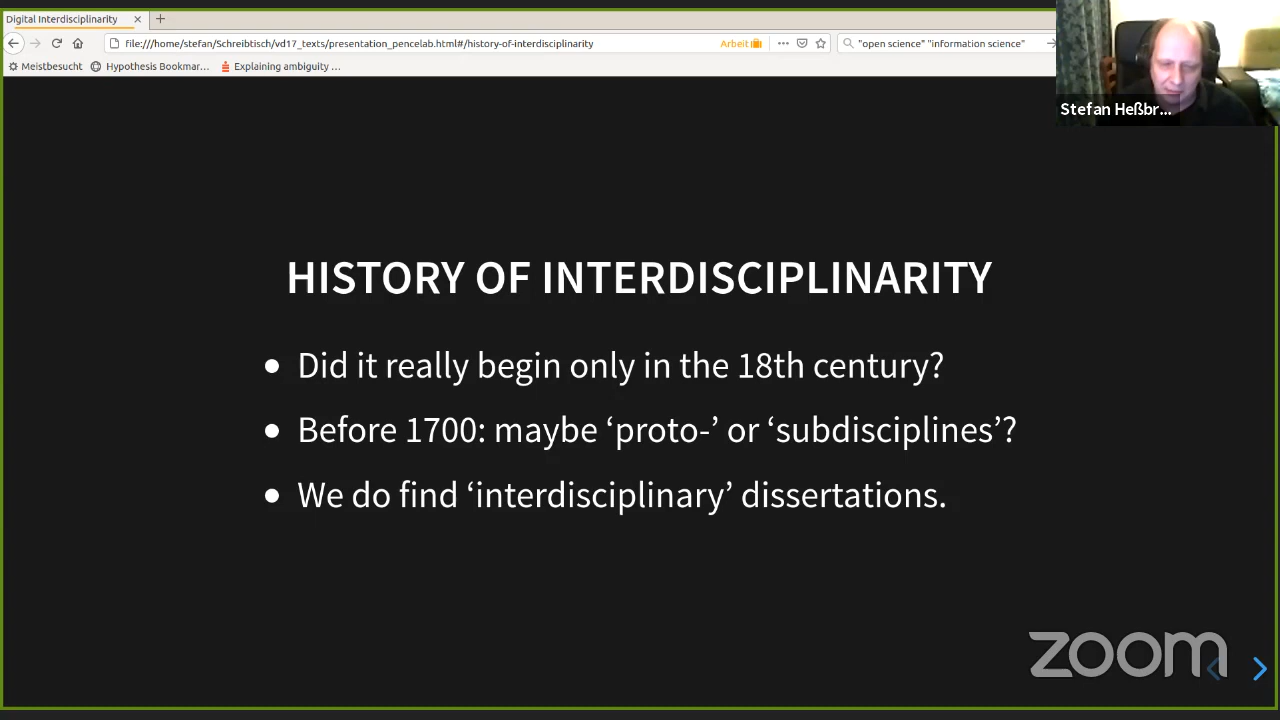 Digital Interdisciplinarity
file:///home/stefan/Schreibtisch/vd17_texts/presentation_pencelab.html#/history-of-interdisciplinarity
Arbeit
"open science" "information science"
Meistbesucht
Hypothesis Bookmar...
Explaining ambiguity ...
Stefan Heßbr...
HISTORY OF INTERDISCIPLINARITY
• Did it really begin only in the 18th century?
• Before 1700: maybe ‘proto-’ or ‘subdisciplines’?
• We do find ‘interdisciplinary’ dissertations.
zoom